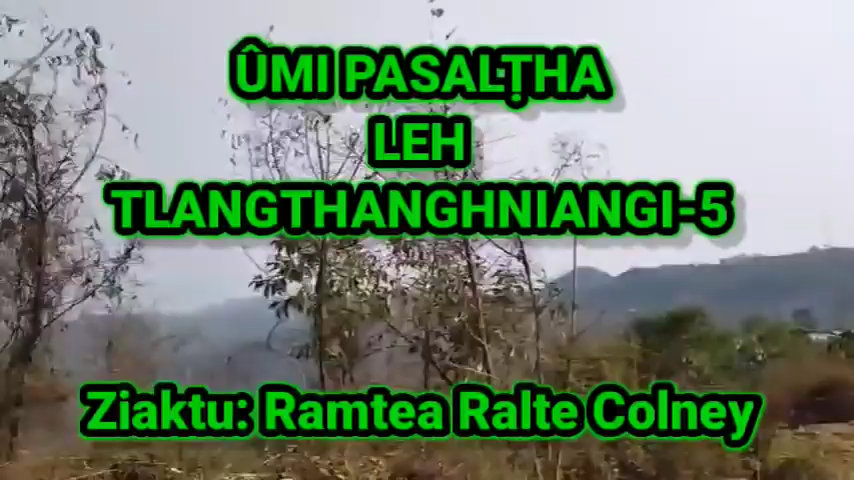 ÛMI PASALṬHA
LEH
TLANGTHANGHNIANGI-5
Ziaktu: Ramtea Ralte Colney